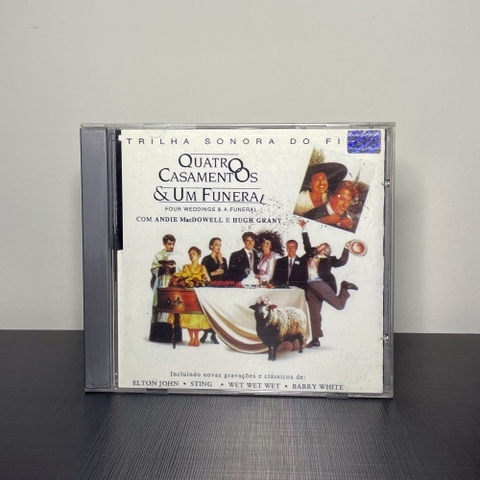 TRILHA SONORA DO FI
QUATRO
CASAMENTOS
& UM FUNERAL
FOUR WEDDINGS & A FUNERAL
COM ANDIE MacDOWELL E HUGH GRANT
Incluindo novas gravações e clássicos de:
ELTON JOHN • STING • WET WET WET • BARRY WHITE